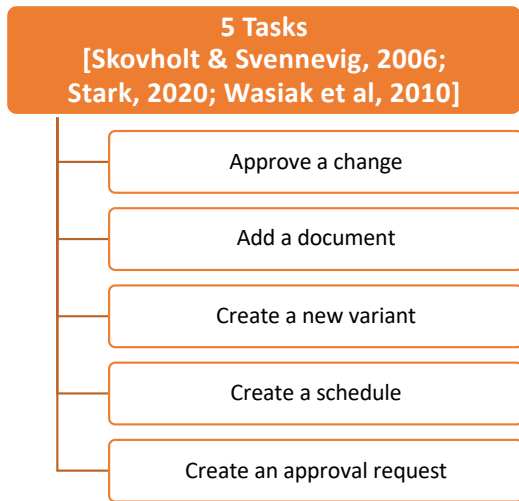 5 Tasks
[Skovholt & Svennevig, 2006;
Stark, 2020; Wasiak et al, 2010]
Approve a change
Add a document
Create a new variant
Create a schedule
Create an approval request